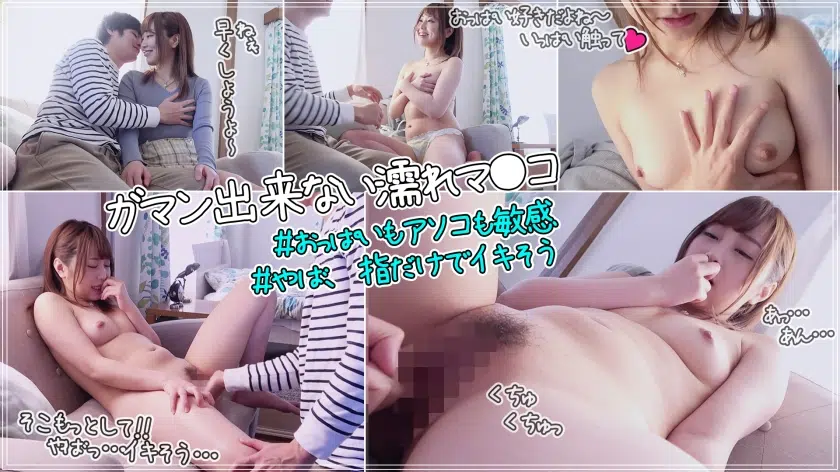 ねぇ
早くしようよ〜
おっぱい好きだよね〜
いっぱい触って
ガマン出来ない濡れマ●コ
#おっぱいもアソコも敏感
#やば、指だけでイキそう
そこもっとして!!
やばっ…イキそう…
あっ…
あん…
くちゅ
くちゅっ